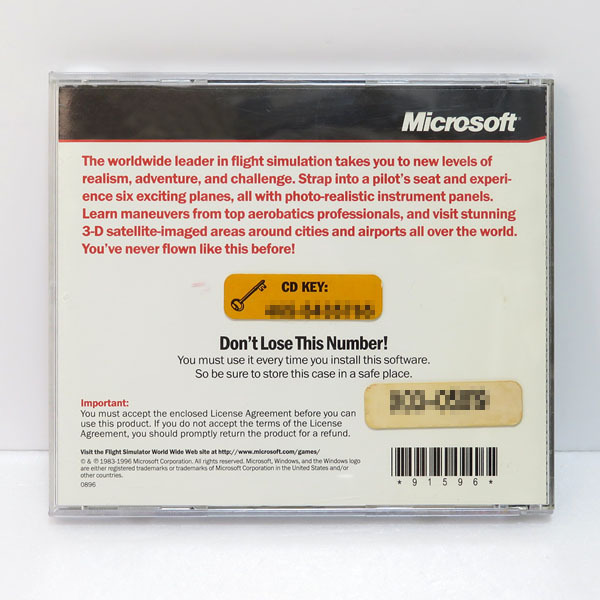 Microsoft®
The worldwide leader in flight simulation takes you to new levels of
realism, adventure, and challenge. Strap into a pilot's seat and experi-
ence six exciting planes, all with photo-realistic instrument panels.
Learn maneuvers from top aerobatics professionals, and visit stunning
3-D satellite-imaged areas around cities and airports all over the world.
You've never flown like this before!
CD KEY:
Don't Lose This Number!
You must use it every time you install this software.
So be sure to store this case in a safe place.
Important:
You must accept the enclosed License Agreement before you can
use this product. If you do not accept the terms of the License
Agreement, you should promptly return the product for a refund.
Visit the Flight Simulator World Wide Web site at http://www.microsoft.com/games/
© & ℗ 1983-1996 Microsoft Corporation. All rights reserved. Microsoft, Windows, and the Windows logo
are either registered trademarks or trademarks of Microsoft Corporation in the United States and/or
other countries.
0896
*91596*